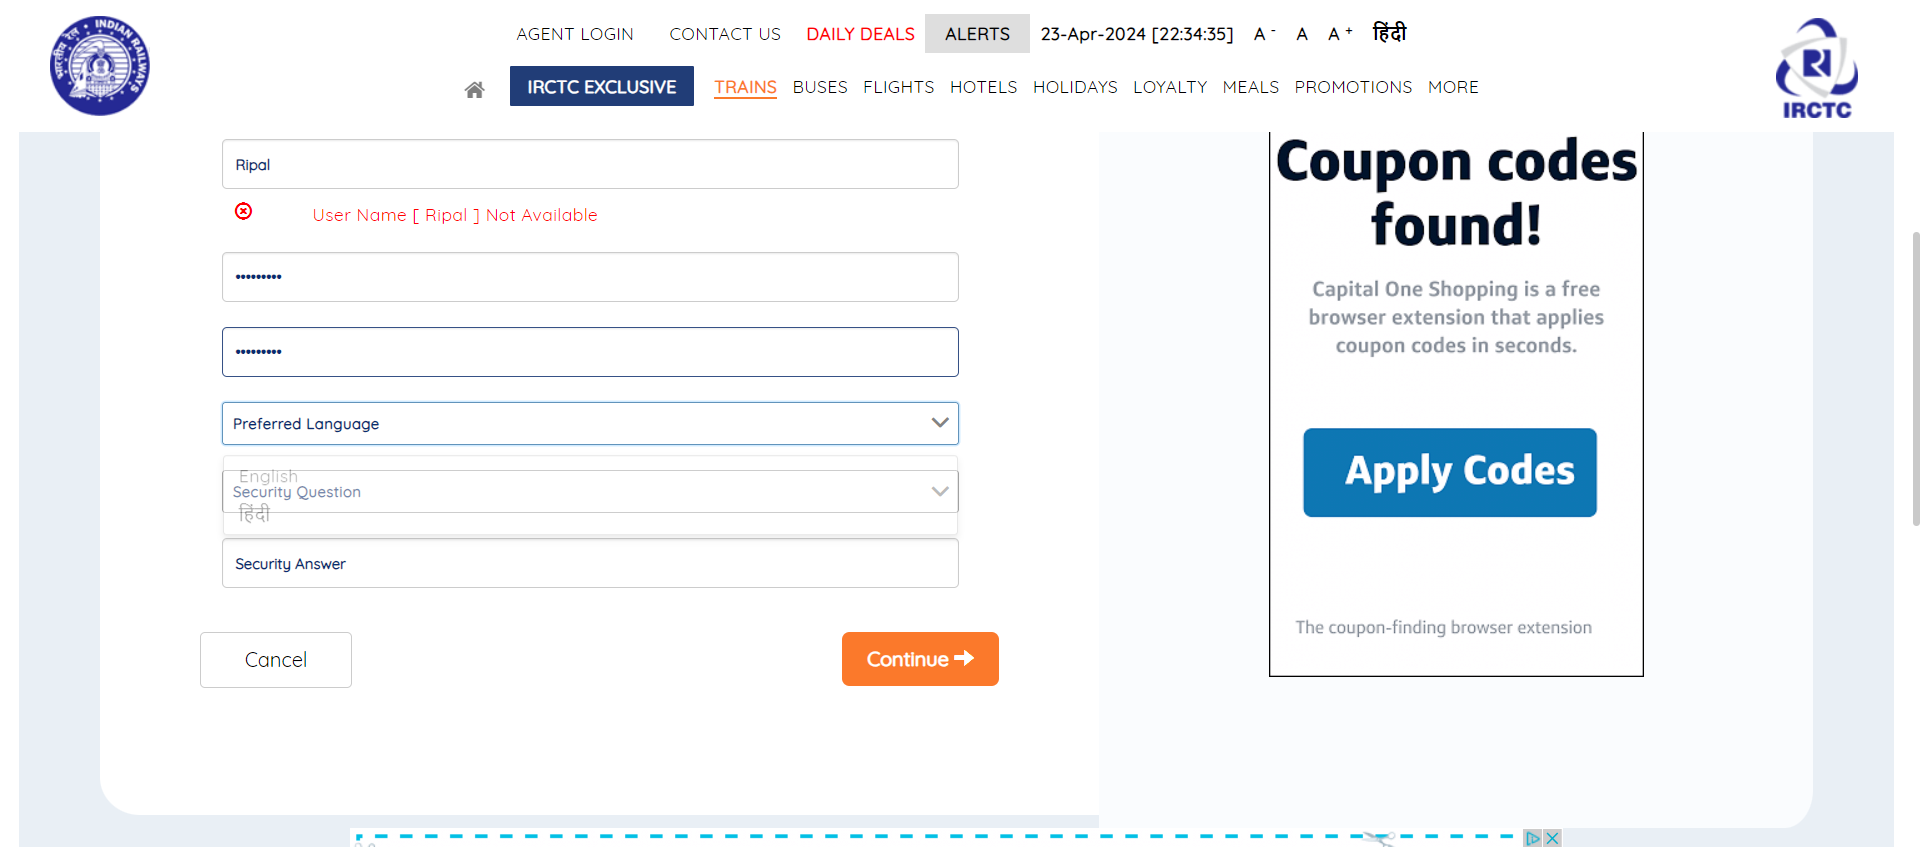 INDIAN RAILWAYS
भारतीय रेल
AGENT LOGIN CONTACT US DAILY DEALS ALERTS 23-Apr-2024 [22:34:35] A - A A + हिंदी
IRCTC EXCLUSIVE TRAINS BUSES FLIGHTS HOTELS HOLIDAYS LOYALTY MEALS PROMOTIONS MORE
IRCTC
Ripal
User Name [ Ripal ] Not Available
•••••••••
•••••••••
Preferred Language
English
Security Question
हिंदी
Security Answer
Cancel
Continue
Coupon codes
found!
Capital One Shopping is a free
browser extension that applies
coupon codes in seconds.
Apply Codes
The coupon-finding browser extension